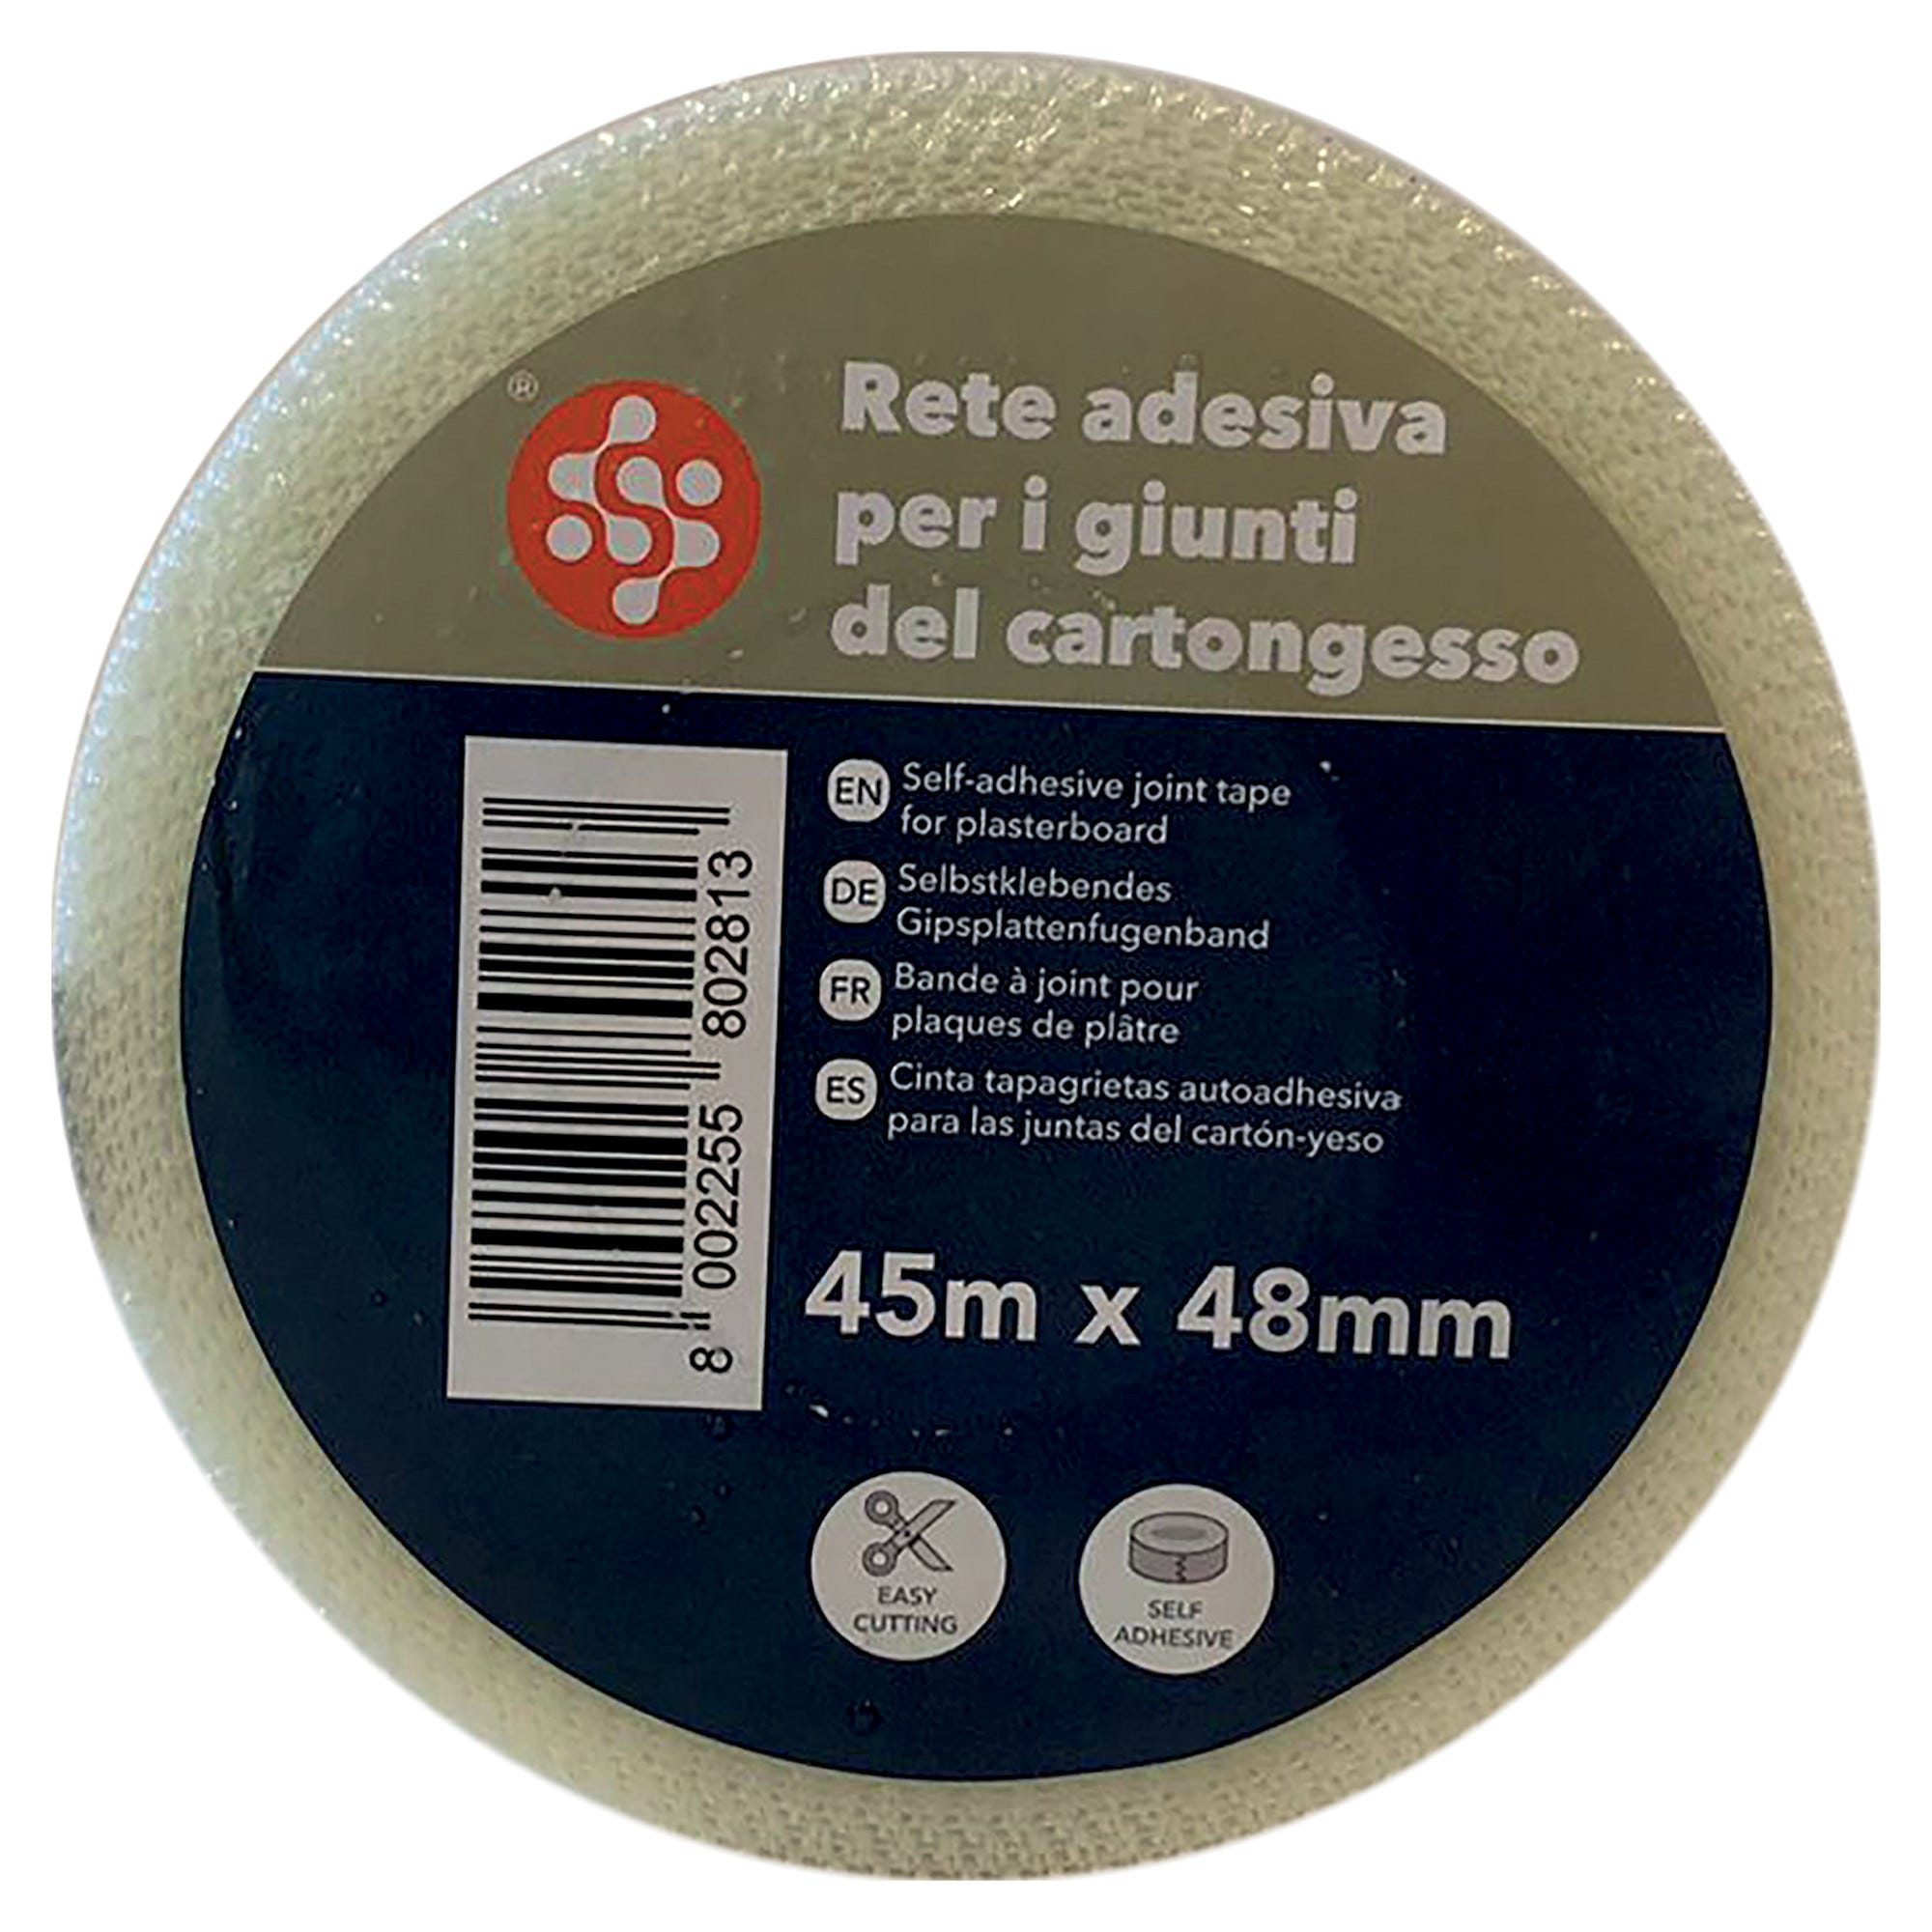 ®
Rete adesiva
per i giunti
del cartongesso
EN Self-adhesive joint tape
for plasterboard
DE Selbstklebendes
Gipsplattenfugenband
FR Bande à joint pour
plaques de plâtre
ES Cinta tapagrietas autoadhesiva
para las juntas del cartón-yeso
8 002255 802813
45m x 48mm
EASY
CUTTING
SELF
ADHESIVE